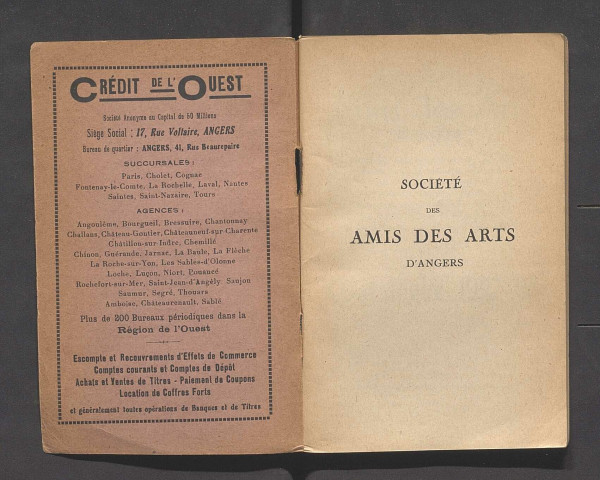 CRÉDIT DE L' OUEST
Société Anonyme au Capital de 50 Millions
Siège Social : 17, Rue Voltaire, ANGERS
Bureau de quartier : ANGERS, 41, Rue Beaurepaire
SUCCURSALES :
Paris, Cholet, Cognac
Fontenay-le-Comte, La Rochelle, Laval, Nantes
Saintes, Saint-Nazaire, Tours
AGENCES :
Angoulême, Bourgueil, Bressuire, Chantonnay
Challans, Château-Gontier, Châteauneuf-sur-Charente
Châtillon-sur-Indre, Chemillé
Chinon, Guérande, Jarnac, La Baule, La Flèche
La Roche-sur-Yon, Les Sables-d'Olonne
Loche, Luçon, Niort, Pouancé
Rochefort-sur-Mer, Saint-Jean-d'Angély Saujon
Saumur, Segré, Thouars
Amboise, Châteaurenault, Sablé
Plus de 200 Bureaux périodiques dans la
Région de l'Ouest
Escompte et Recouvrements d'Effets de Commerce
Comptes courants et Comptes de Dépôt
Achats et Ventes de Titres - Paiement de Coupons
Location de Coffres Forts
et généralement toutes opérations de Banques et de Titres
SOCIÉTÉ
DES
AMIS DES ARTS
D'ANGERS